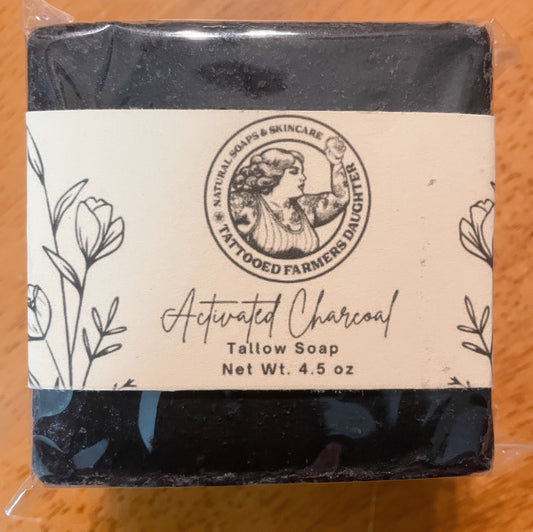 NATURAL SOAPS & SKINCARE
TATTOOED FARMERS DAUGHTER
Activated Charcoal
Tallow Soap
Net Wt. 4.5 oz